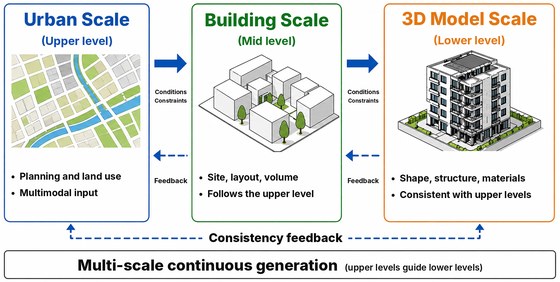 Urban Scale
(Upper level)
• Planning and land use
• Multimodal input
Conditions
Constraints
Feedback
Building Scale
(Mid level)
• Site, layout, volume
• Follows the upper level
Conditions
Constraints
Feedback
3D Model Scale
(Lower level)
• Shape, structure, materials
• Consistent with upper levels
Consistency feedback
Multi-scale continuous generation (upper levels guide lower levels)